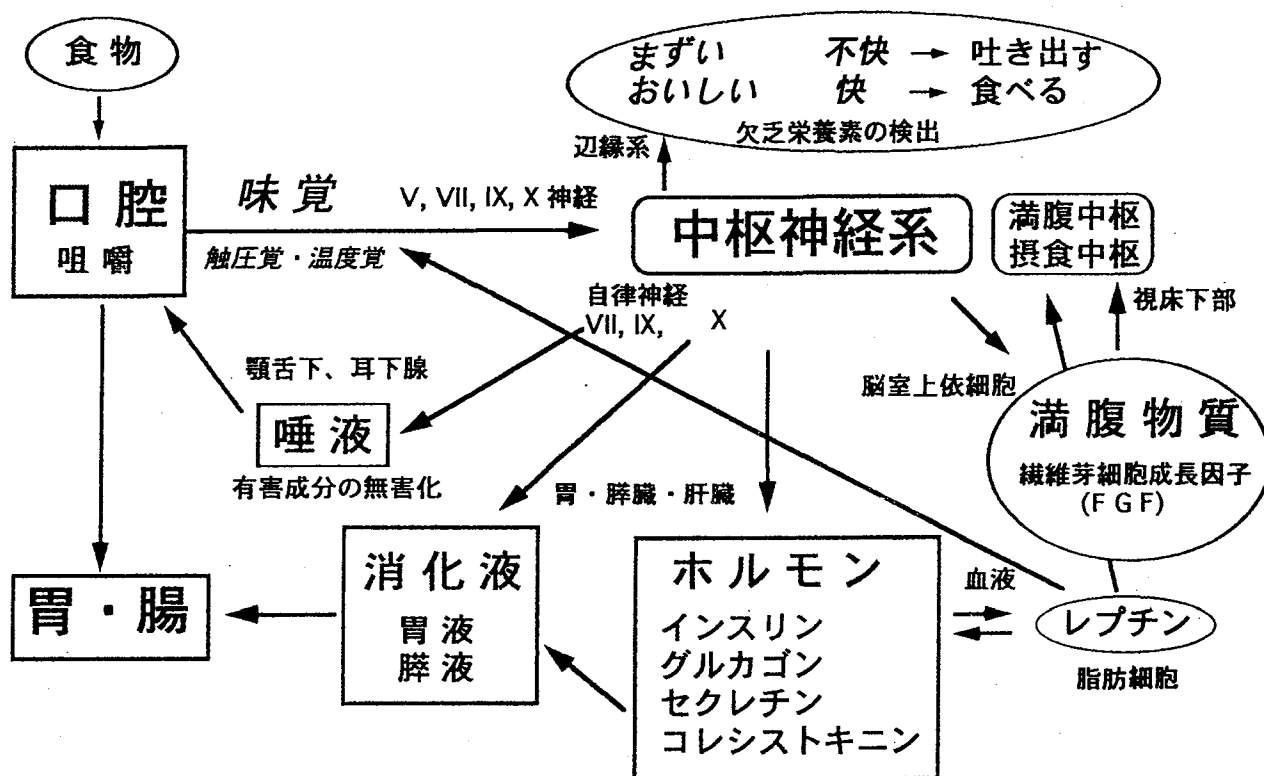 食物
まずい 不快 → 吐き出す
おいしい 快 → 食べる
欠乏栄養素の検出
辺縁系
口腔
咀嚼
味覚 V, VII, IX, X 神経
触圧覚・温度覚
中枢神経系
満腹中枢
摂食中枢
視床下部
自律神経
VII, IX, X
顎舌下、耳下腺
唾液
有害成分の無害化
脳室上依細胞
満腹物質
繊維芽細胞成長因子
(FGF)
胃・膵臓・肝臓
胃・腸
消化液
胃液
膵液
ホルモン
インスリン
グルカゴン
セクレチン
コレシストキニン
血液
レプチン
脂肪細胞